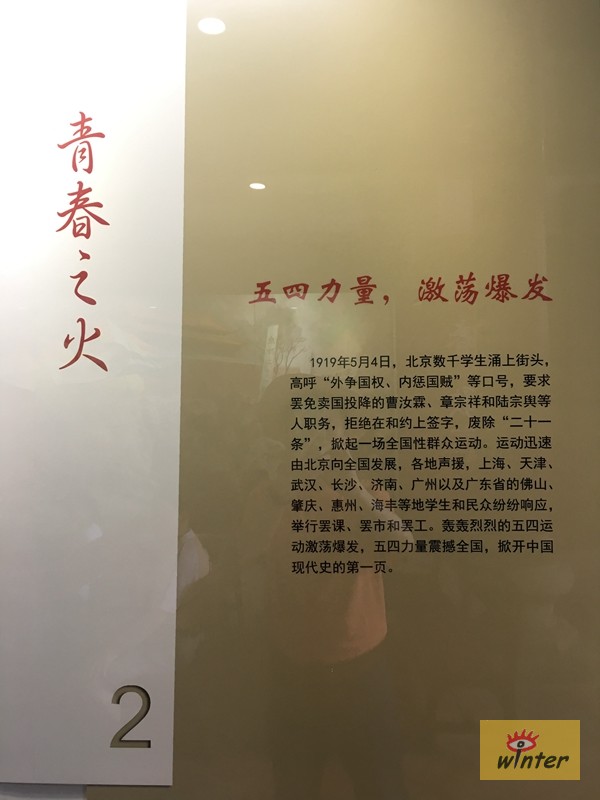 青春之火
五四力量，激荡爆发
1919年5月4日，北京数千学生涌上街头，
高呼“外争国权、内惩国贼”等口号，要求
罢免卖国投降的曹汝霖、章宗祥和陆宗舆等
人职务，拒绝在和约上签字，废除“二十一
条”，掀起一场全国性群众运动。运动迅速
由北京向全国发展，各地声援，上海、天津、
武汉、长沙、济南、广州以及广东省的佛山、
肇庆、惠州、海丰等地学生和民众纷纷响应，
举行罢课、罢市和罢工。轰轰烈烈的五四运
动激荡爆发，五四力量震撼全国，掀开中国
现代史的第一页。
2
winter